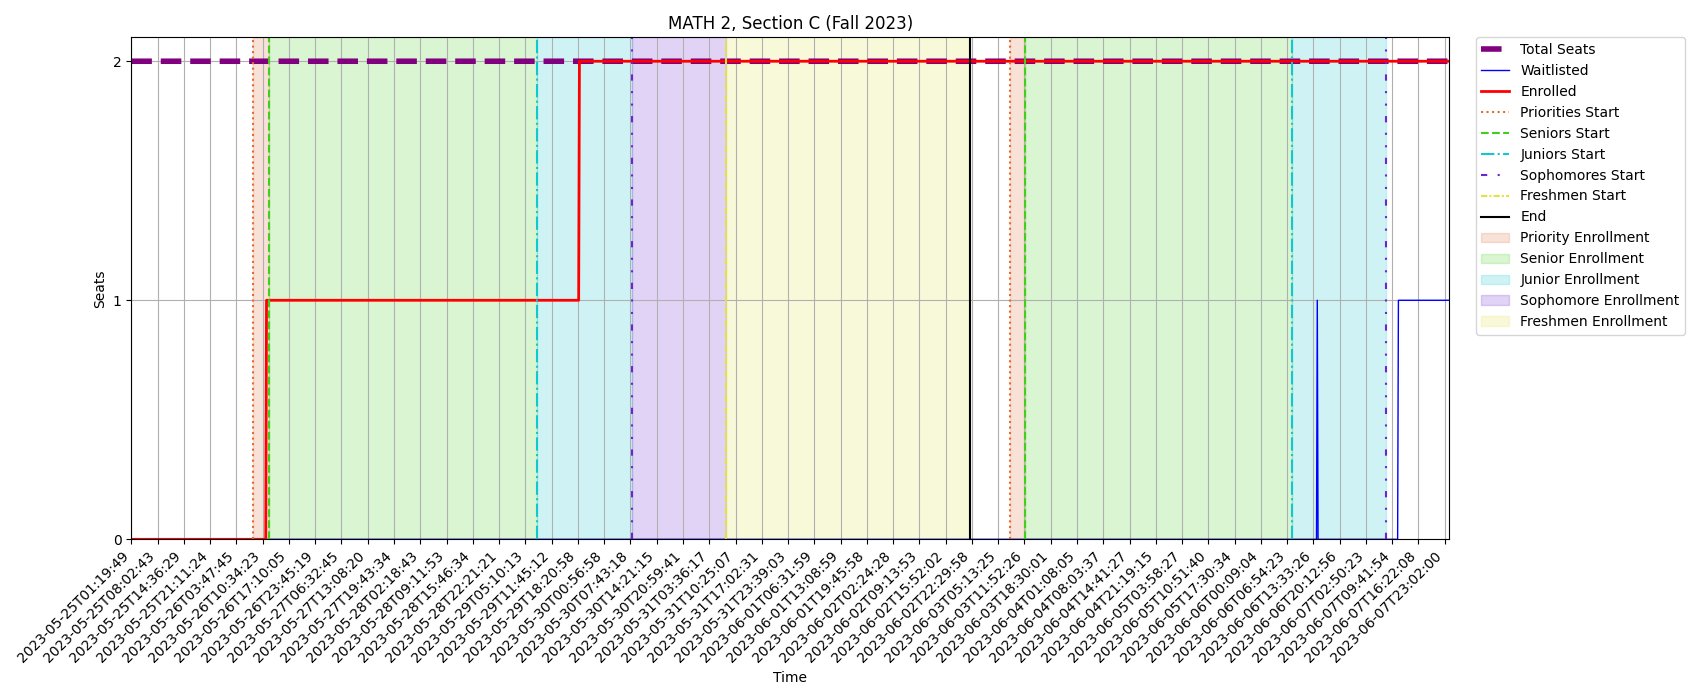 MATH 2, Section C (Fall 2023)
Seats
2
1
0
2023-05-25T01:19:49
2023-05-25T08:02:43
2023-05-25T14:36:29
2023-05-25T21:11:24
2023-05-26T03:47:45
2023-05-26T10:34:23
2023-05-26T17:10:05
2023-05-26T23:45:19
2023-05-27T06:32:45
2023-05-27T13:08:20
2023-05-27T19:43:34
2023-05-28T02:18:43
2023-05-28T09:11:53
2023-05-28T15:46:34
2023-05-28T22:21:21
2023-05-29T05:10:13
2023-05-29T11:45:12
2023-05-29T18:20:58
2023-05-30T00:56:58
2023-05-30T07:43:18
2023-05-30T14:21:15
2023-05-30T20:59:41
2023-05-31T03:36:17
2023-05-31T10:25:07
2023-05-31T17:02:31
2023-05-31T23:39:03
2023-06-01T06:31:59
2023-06-01T13:08:59
2023-06-01T19:45:58
2023-06-02T02:24:28
2023-06-02T09:13:53
2023-06-02T15:52:02
2023-06-02T22:29:58
2023-06-03T05:13:25
2023-06-03T11:52:26
2023-06-03T18:30:01
2023-06-04T01:08:05
2023-06-04T08:03:37
2023-06-04T14:41:27
2023-06-04T21:19:15
2023-06-05T03:58:27
2023-06-05T10:51:40
2023-06-05T17:30:34
2023-06-06T00:09:04
2023-06-06T06:54:23
2023-06-06T13:33:26
2023-06-06T20:12:56
2023-06-07T02:50:23
2023-06-07T09:41:54
2023-06-07T16:22:08
2023-06-07T23:02:00
Time
Total Seats
Waitlisted
Enrolled
Priorities Start
Seniors Start
Juniors Start
Sophomores Start
Freshmen Start
End
Priority Enrollment
Senior Enrollment
Junior Enrollment
Sophomore Enrollment
Freshmen Enrollment